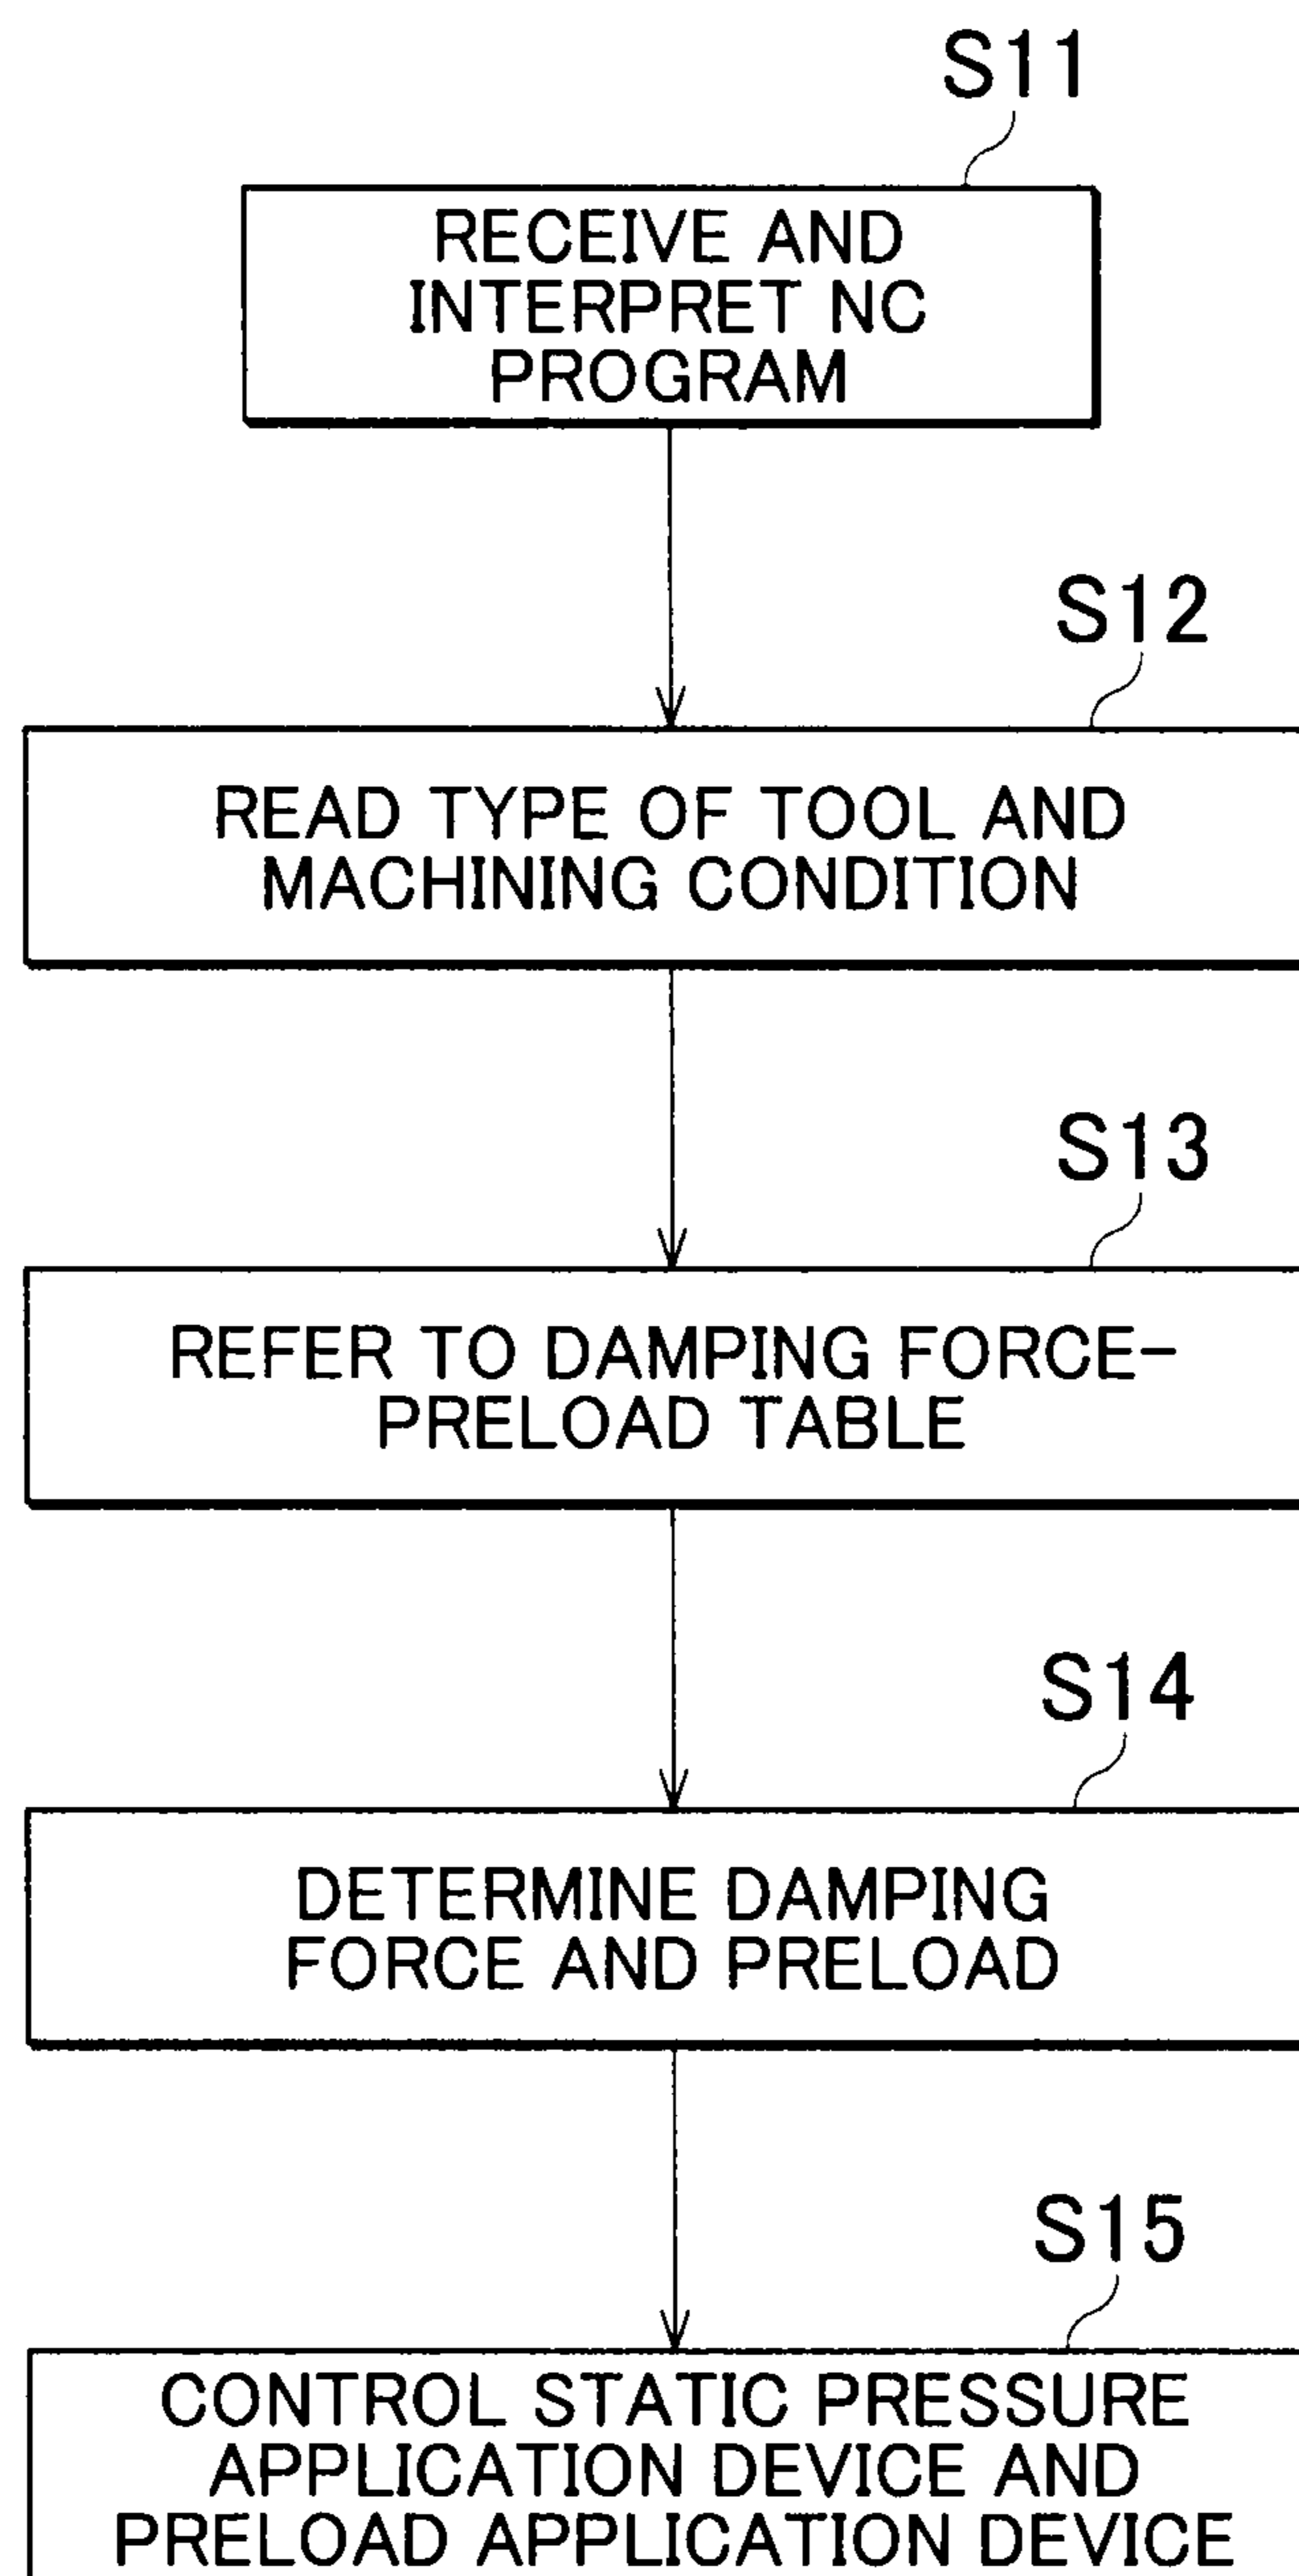 S11
RECEIVE AND
INTERPRET NC
PROGRAM
S12
READ TYPE OF TOOL AND
MACHINING CONDITION
S13
REFER TO DAMPING FORCE-
PRELOAD TABLE
S14
DETERMINE DAMPING
FORCE AND PRELOAD
S15
CONTROL STATIC PRESSURE
APPLICATION DEVICE AND
PRELOAD APPLICATION DEVICE